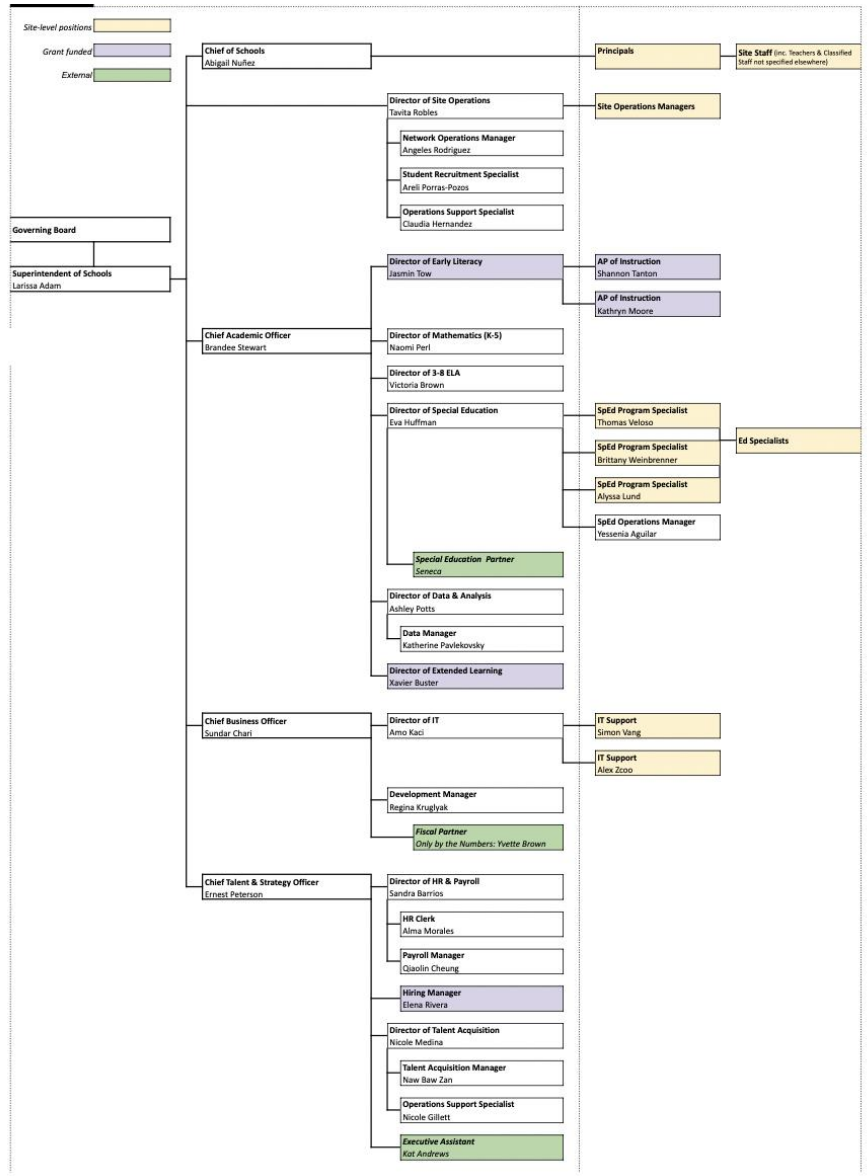 Site-level positions
Grant funded
External
Chief of Schools
Abigail Nuñez
Principals
Site Staff (inc. Teachers & Classified
Staff not specified elsewhere)
Director of Site Operations
Tavita Robles
Site Operations Managers
Network Operations Manager
Angeles Rodriguez
Student Recruitment Specialist
Areli Porras-Pozos
Operations Support Specialist
Claudia Hernandez
Governing Board
Superintendent of Schools
Larissa Adam
Director of Early Literacy
Jasmin Tow
AP of Instruction
Shannon Tanton
AP of Instruction
Kathryn Moore
Chief Academic Officer
Brandee Stewart
Director of Mathematics (K-5)
Naomi Perl
Director of 3-8 ELA
Victoria Brown
Director of Special Education
Eva Huffman
SpEd Program Specialist
Thomas Veloso
Ed Specialists
SpEd Program Specialist
Brittany Weinbrenner
SpEd Program Specialist
Alyssa Lund
SpEd Operations Manager
Yessenia Aguilar
Special Education Partner
Seneca
Director of Data & Analysis
Ashley Potts
Data Manager
Katherine Pavlekovsky
Director of Extended Learning
Xavier Buster
Chief Business Officer
Sundar Chari
Director of IT
Amo Kaci
IT Support
Simon Vang
IT Support
Alex Zcoo
Development Manager
Regina Kruglyak
Fiscal Partner
Only by the Numbers: Yvette Brown
Chief Talent & Strategy Officer
Ernest Peterson
Director of HR & Payroll
Sandra Barrios
HR Clerk
Alma Morales
Payroll Manager
Qiaolin Cheung
Hiring Manager
Elena Rivera
Director of Talent Acquisition
Nicole Medina
Talent Acquisition Manager
Naw Baw Zan
Operations Support Specialist
Nicole Gillett
Executive Assistant
Kat Andrews